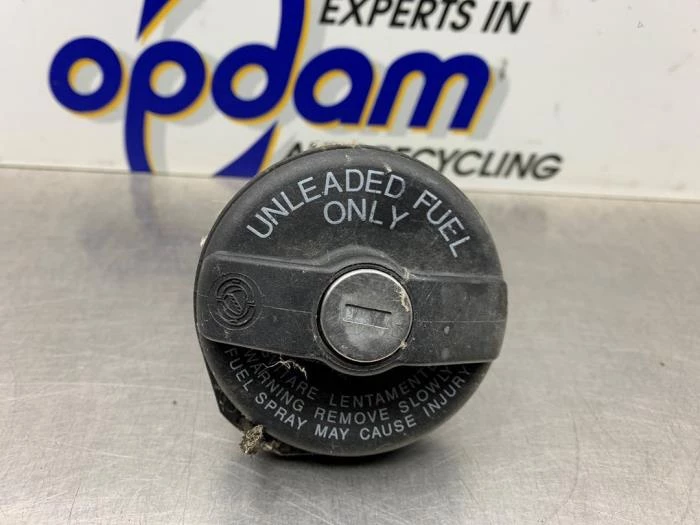 EXPERTS IN
opdam
RECYCLING
UNLEADED FUEL
ONLY
LENTAMENTE
WARNING REMOVE SLOWLY
FUEL SPRAY MAY CAUSE INJURY